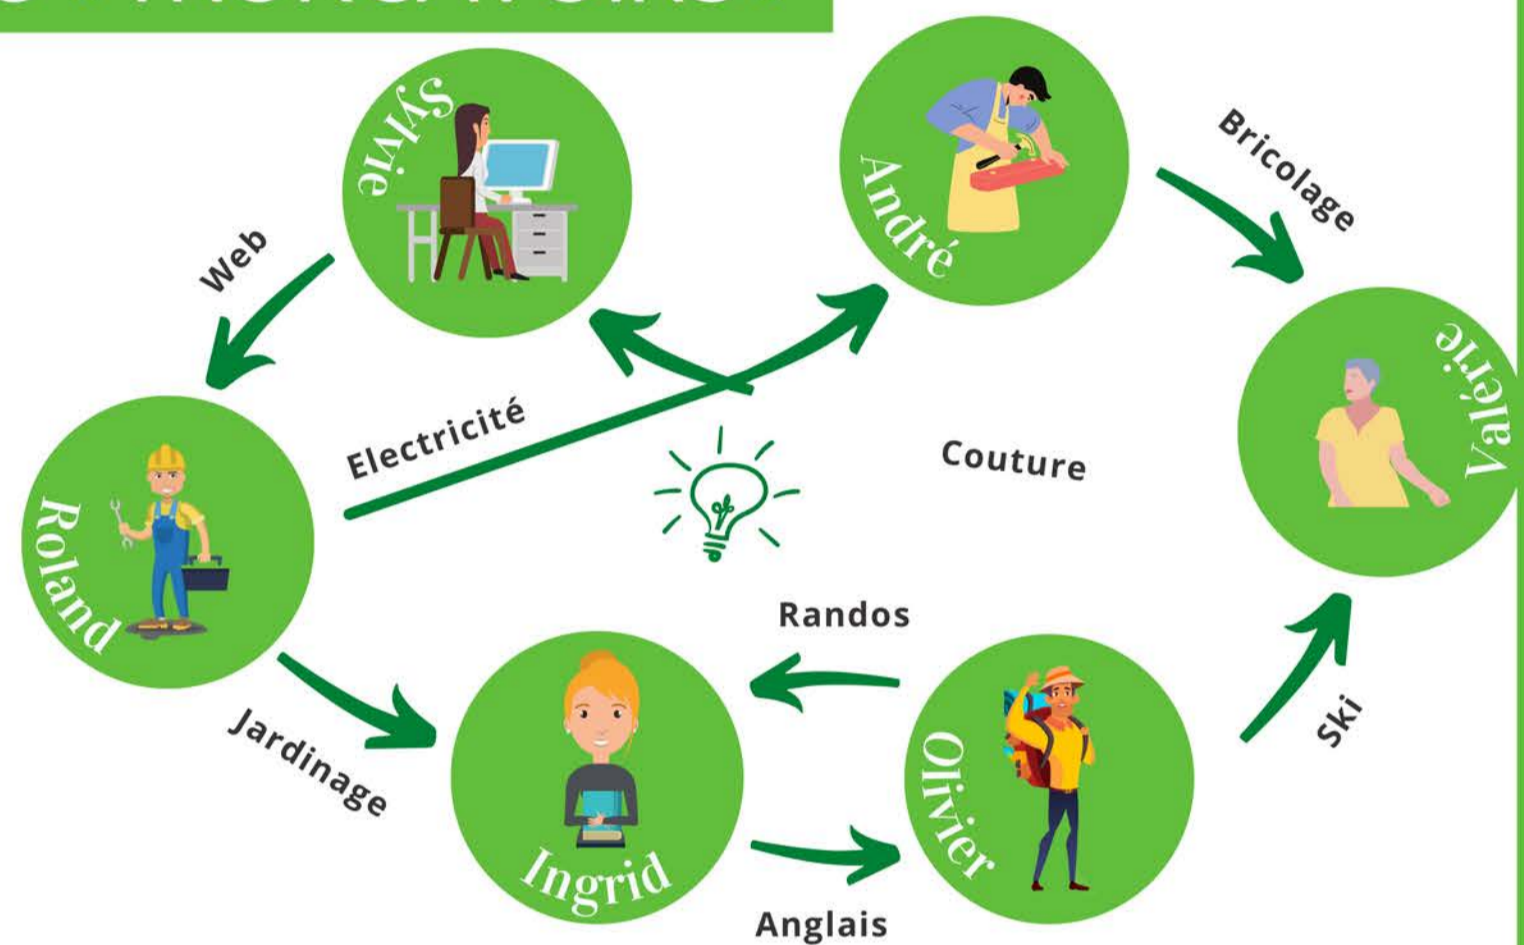 Sylvie
André
Bricolage
Web
Valérie
Electricité
Couture
Roland
Randos
Jardinage
Olivier
Ski
Ingrid
Anglais